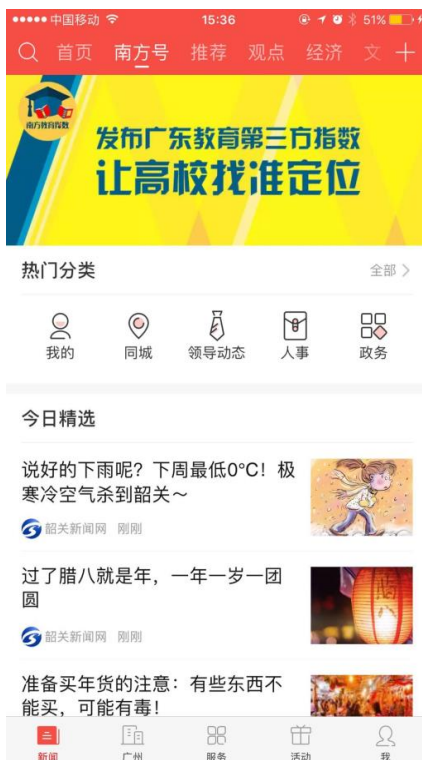 中国移动 15:36 51%
首页 南方号 推荐 观点 经济 文
南方教育指数
发布广东教育第三方指数
让高校找准定位
热门分类 全部
我的 同城 领导动态 人事 政务
今日精选
说好的下雨呢？下周最低0°C！极
寒冷空气杀到韶关～
韶关新闻网 刚刚
过了腊八就是年，一年一岁一团
圆
韶关新闻网 刚刚
准备买年货的注意：有些东西不
能买，可能有毒！
新闻 广州 服务 活动 我